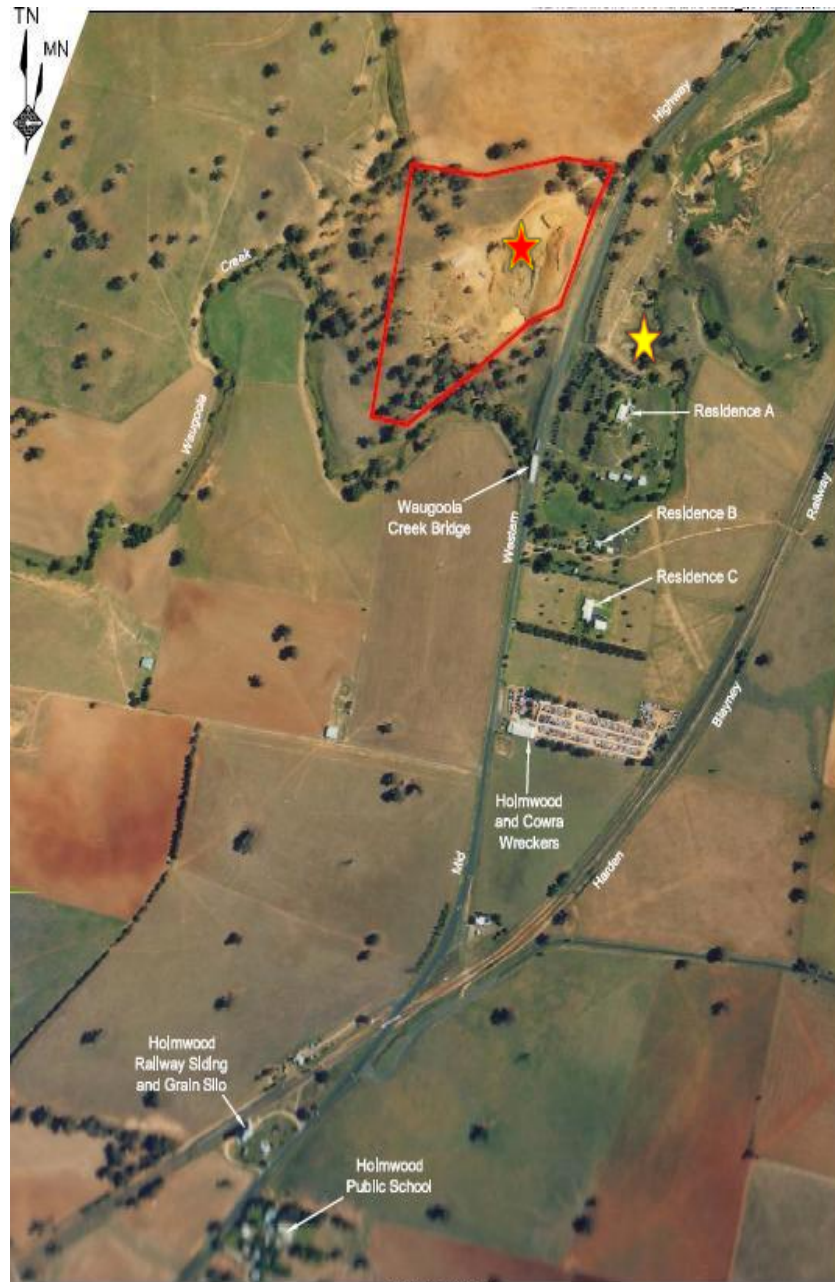 TN
MN
Highway
Creek
Waugoola
Residence A
Waugoola
Creek Bridge
Western
Residence B
Railway
Residence C
Blayney
Holmwood
and Cowra
Wreckers
Mid
Harden
Holmwood
Railway Siding
and Grain Silo
Holmwood
Public School